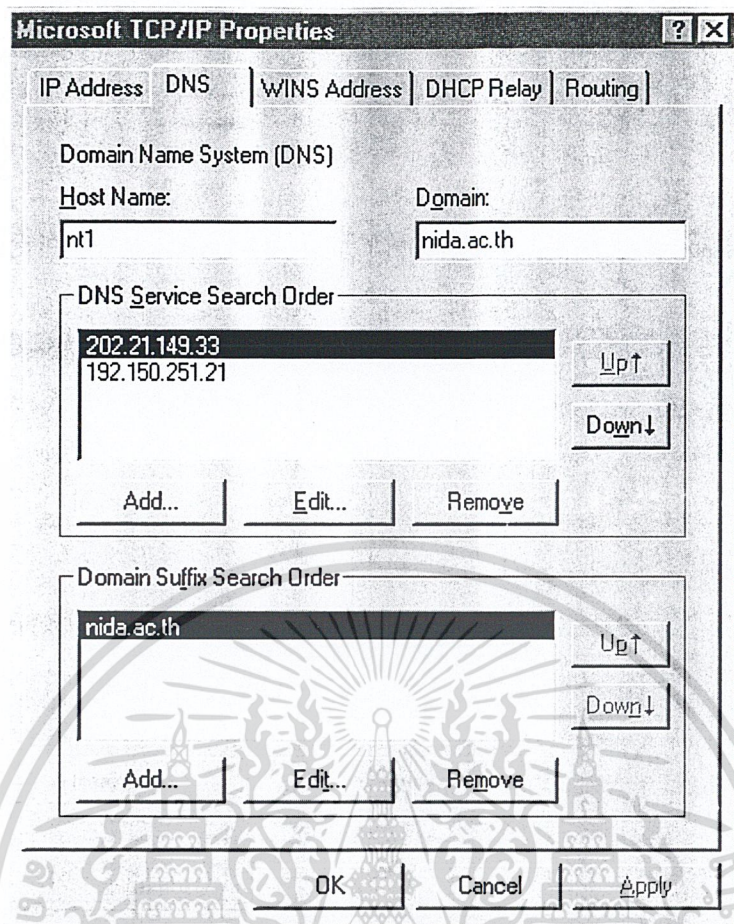 Microsoft TCP/IP Properties
? X
IP Address DNS WINS Address DHCP Relay Routing
Domain Name System (DNS)
Host Name: Domain:
nt1 nida.ac.th
DNS Service Search Order
202.21.149.33
192.150.251.21
Up↑
Down↓
Add... Edit... Remove
Domain Suffix Search Order
nida.ac.th
Up↑
Down↓
Add... Edit... Remove
OK Cancel Apply